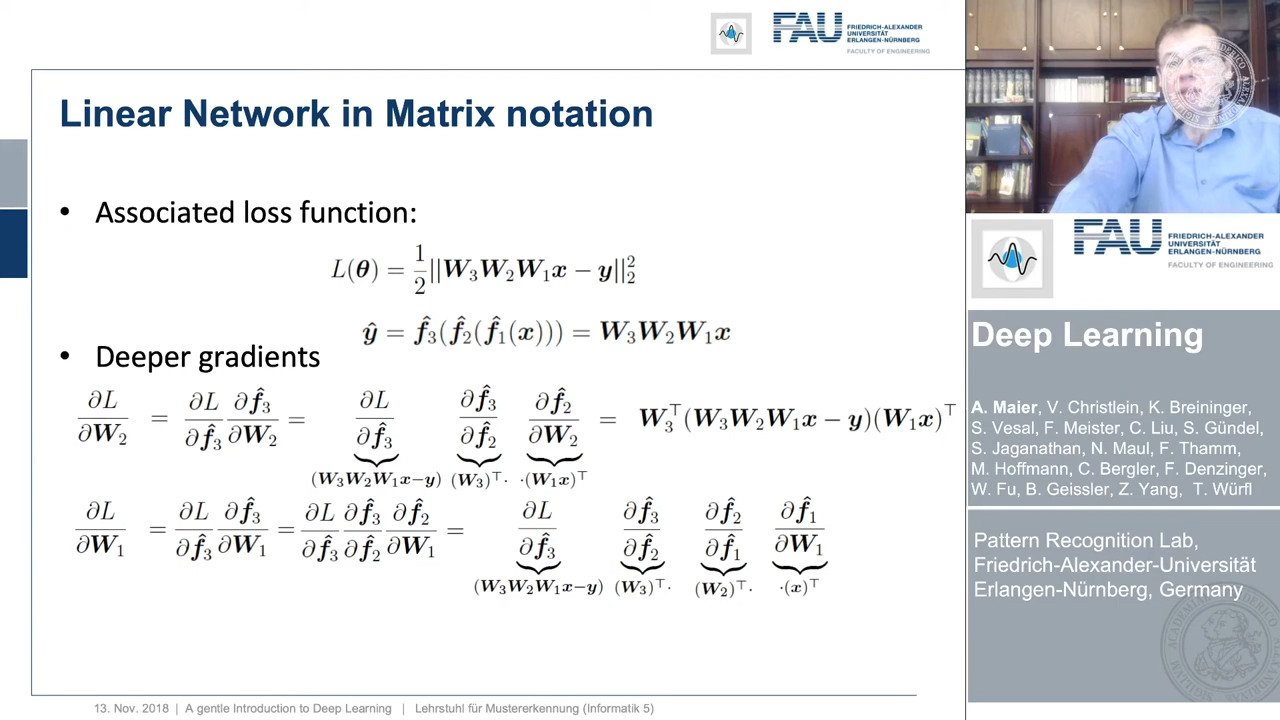 FAU
FRIEDRICH-ALEXANDER
UNIVERSITÄT
ERLANGEN-NÜRNBERG
FACULTY OF ENGINEERING
Linear Network in Matrix notation
• Associated loss function:
L(θ) = 1/2 ||W₃W₂W₁x − y||₂²
ŷ = f̂₃(f̂₂(f̂₁(x))) = W₃W₂W₁x
• Deeper gradients
∂L/∂W₂ = ∂L/∂f̂₃ ∂f̂₃/∂W₂ = ∂L/∂f̂₃ ∂f̂₃/∂f̂₂ ∂f̂₂/∂W₂ = W₃ᵀ(W₃W₂W₁x − y)(W₁x)ᵀ
(W₃W₂W₁x−y) (W₃)ᵀ· ·(W₁x)ᵀ
∂L/∂W₁ = ∂L/∂f̂₃ ∂f̂₃/∂W₁ = ∂L/∂f̂₃ ∂f̂₃/∂f̂₂ ∂f̂₂/∂W₁ = ∂L/∂f̂₃ ∂f̂₃/∂f̂₂ ∂f̂₂/∂f̂₁ ∂f̂₁/∂W₁
(W₃W₂W₁x−y) (W₃)ᵀ· (W₂)ᵀ· ·(x)ᵀ
13. Nov. 2018 | A gentle Introduction to Deep Learning | Lehrstuhl für Mustererkennung (Informatik 5)
FAU
FRIEDRICH-ALEXANDER
UNIVERSITÄT
ERLANGEN-NÜRNBERG
FACULTY OF ENGINEERING
Deep Learning
A. Maier, V. Christlein, K. Breininger,
S. Vesal, F. Meister, C. Liu, S. Gündel,
S. Jaganathan, N. Maul, F. Thamm,
M. Hoffmann, C. Bergler, F. Denzinger,
W. Fu, B. Geissler, Z. Yang, T. Würfl
Pattern Recognition Lab,
Friedrich-Alexander-Universität
Erlangen-Nürnberg, Germany